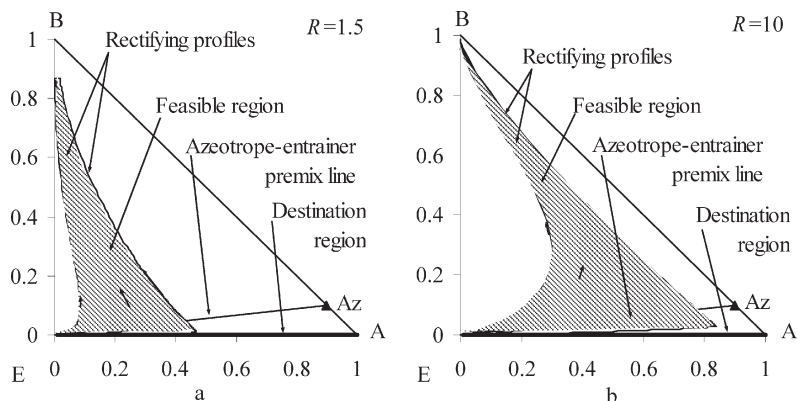 B
R=1.5
1
Rectifying profiles
0.8
Feasible region
0.6
Azeotrope-entrainer
premix line
0.4
Destination
region
0.2
Az
0
A
0 0.2 0.4 0.6 0.8 1
E
a
B
R=10
1
Rectifying profiles
0.8
Feasible region
0.6
Azeotrope-entrainer
premix line
0.4
Destination
region
0.2
Az
0
A
0 0.2 0.4 0.6 0.8 1
E
b